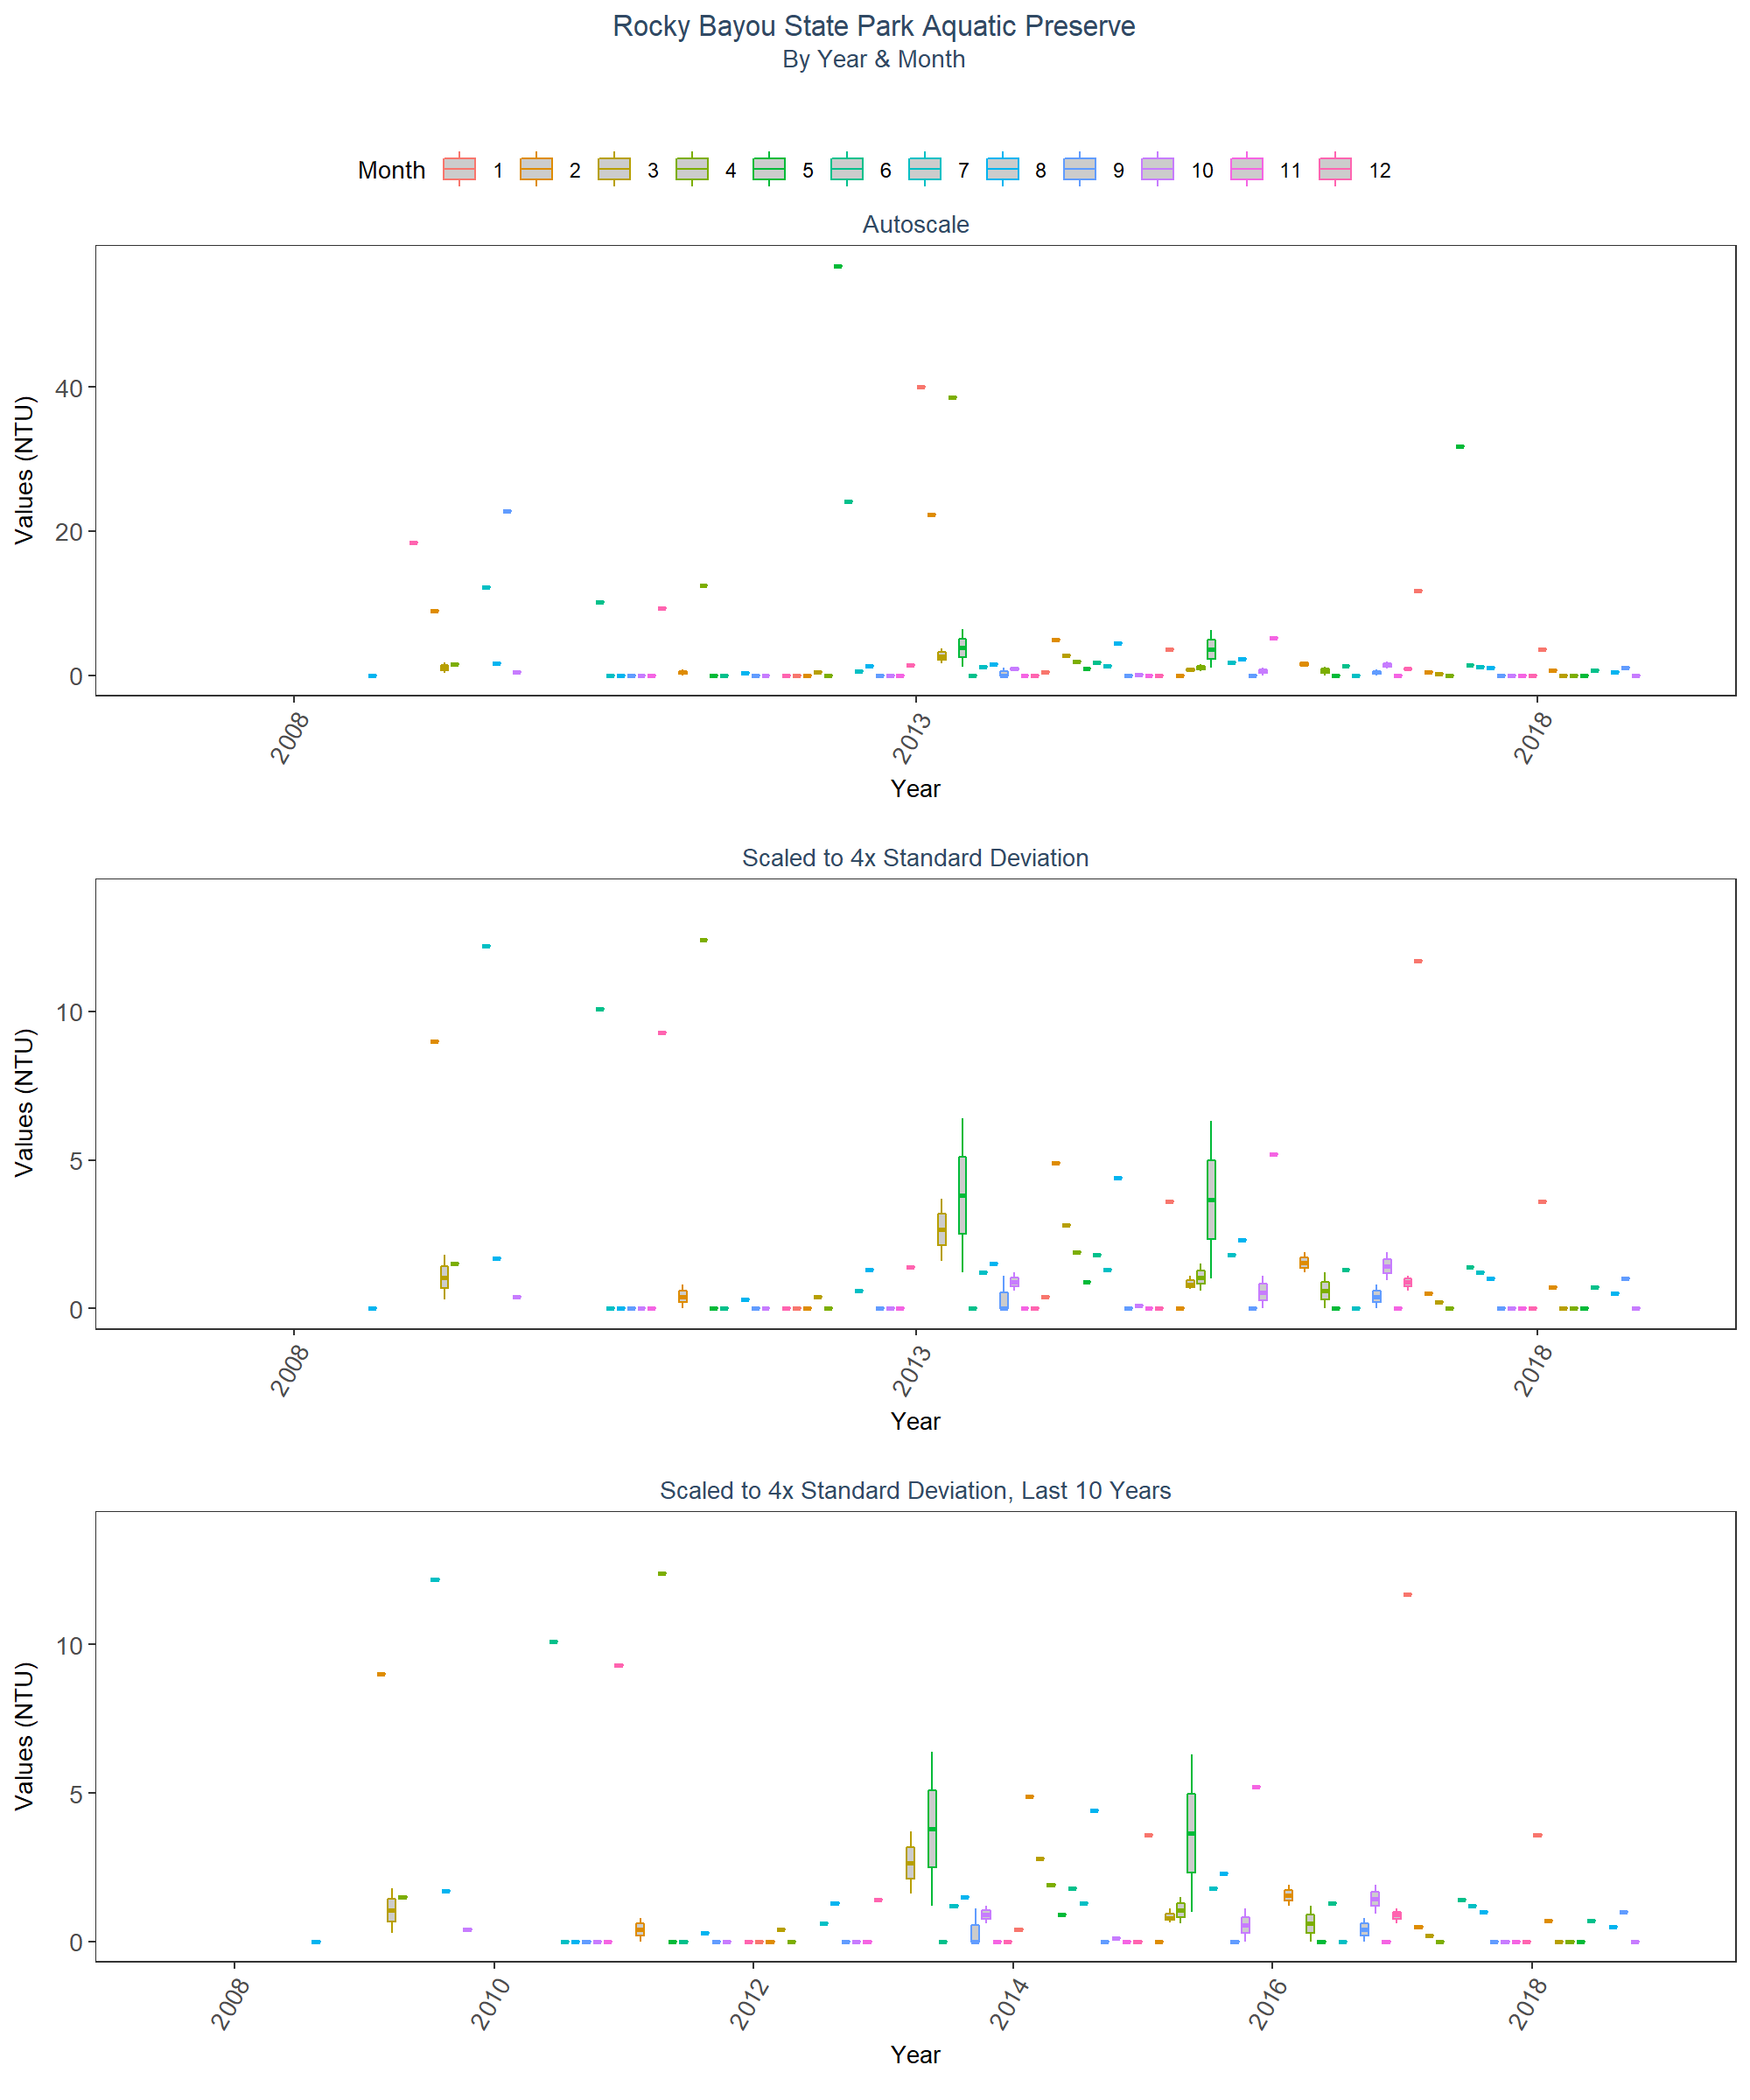 Rocky Bayou State Park Aquatic Preserve
By Year & Month
Month 1 2 3 4 5 6 7 8 9 10 11 12
Autoscale
Values (NTU)
40
20
0
2008 2013 2018
Year
Scaled to 4x Standard Deviation
Values (NTU)
10
5
0
2008 2013 2018
Year
Scaled to 4x Standard Deviation, Last 10 Years
Values (NTU)
10
5
0
2008 2010 2012 2014 2016 2018
Year